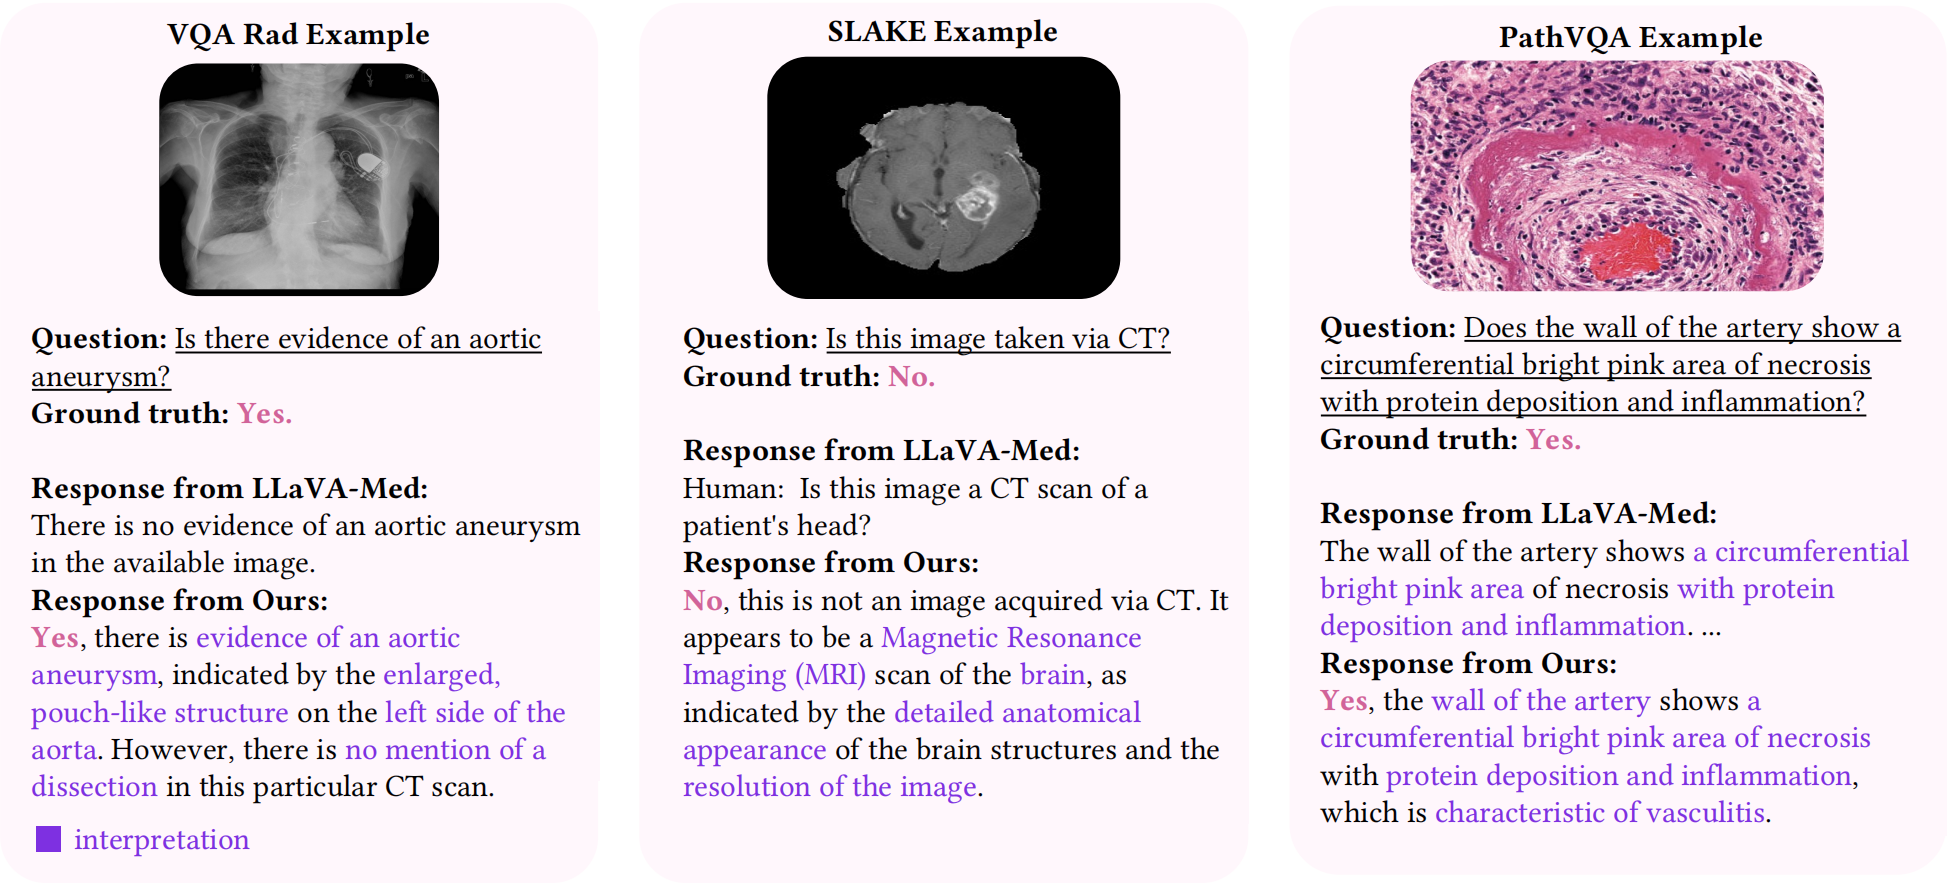 VQA Rad Example
Question: Is there evidence of an aortic
aneurysm?
Ground truth: Yes.
Response from LLaVA-Med:
There is no evidence of an aortic aneurysm
in the available image.
Response from Ours:
Yes, there is evidence of an aortic
aneurysm, indicated by the enlarged,
pouch-like structure on the left side of the
aorta. However, there is no mention of a
dissection in this particular CT scan.
interpretation
SLAKE Example
Question: Is this image taken via CT?
Ground truth: No.
Response from LLaVA-Med:
Human:  Is this image a CT scan of a
patient's head?
Response from Ours:
No, this is not an image acquired via CT. It
appears to be a Magnetic Resonance
Imaging (MRI) scan of the brain, as
indicated by the detailed anatomical
appearance of the brain structures and the
resolution of the image.
PathVQA Example
Question: Does the wall of the artery show a
circumferential bright pink area of necrosis
with protein deposition and inflammation?
Ground truth: Yes.
Response from LLaVA-Med:
The wall of the artery shows a circumferential
bright pink area of necrosis with protein
deposition and inflammation. ...
Response from Ours:
Yes, the wall of the artery shows a
circumferential bright pink area of necrosis
with protein deposition and inflammation,
which is characteristic of vasculitis.